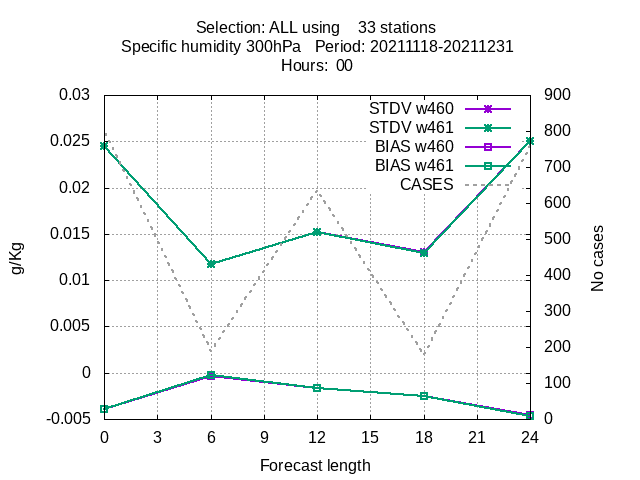 Selection: ALL using    33 stations
Specific humidity 300hPa   Period: 20211118-20211231
Hours:  00
0.03
0.025
0.02
0.015
0.01
0.005
0
-0.005
g/Kg
STDV w460
STDV w461
BIAS w460
BIAS w461
CASES
900
800
700
600
500
400
300
200
100
0
No cases
0 3 6 9 12 15 18 21 24
Forecast length